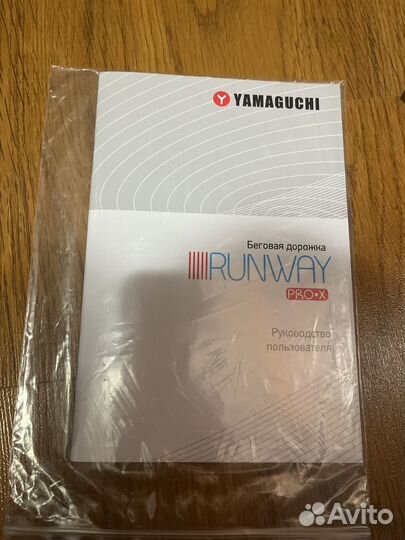 Y YAMAGUCHI
Беговая дорожка
RUNWAY
PRO•X
Руководство
пользователя
Avito